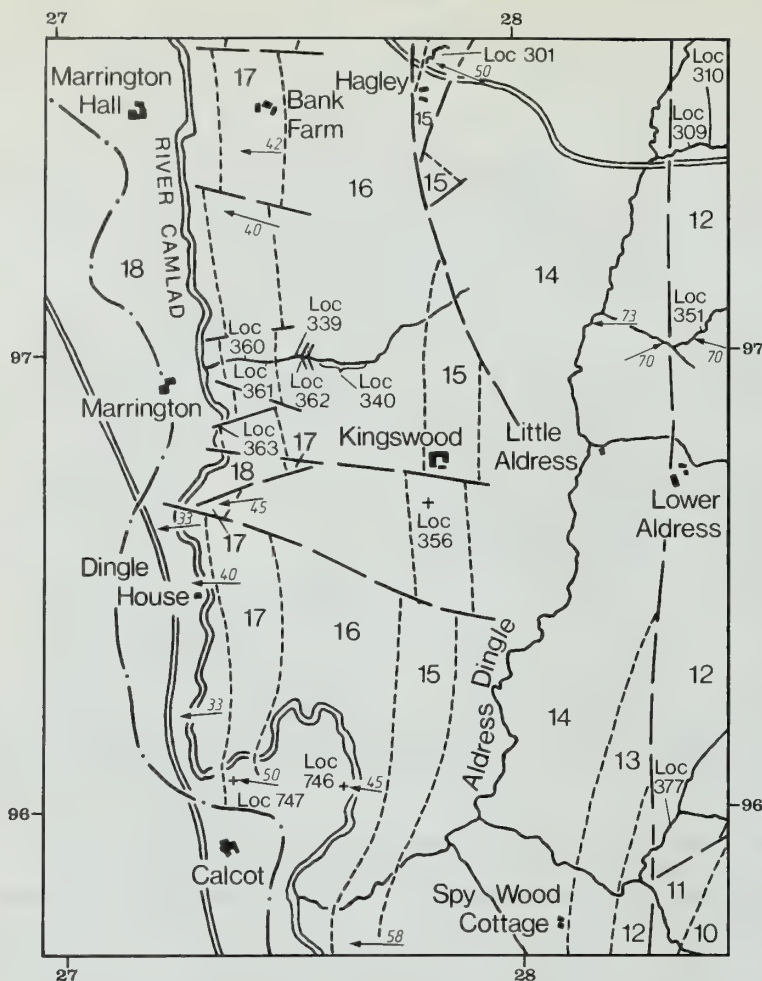 27
28
Marrington
Hall
17
Bank
Farm
42
Hagley
15
Loc 301
50
Loc
310
Loc
309
RIVER CAMLAD
16
15
40
14
12
18
Loc
360
Loc
339
Loc
351
73
70
70
97
97
Loc
361
Loc
362
Loc
340
15
Marrington
Loc
363
17
Kingswood
Little
Aldress
18
45
Lower
Aldress
33
17
Loc
356
Dingle
House
40
17
16
15
Aldress Dingle
14
12
13
33
Loc
746
45
Loc
377
50
Loc 747
96
96
Calcot
Spy Wood
Cottage
11
12
10
58
27
28